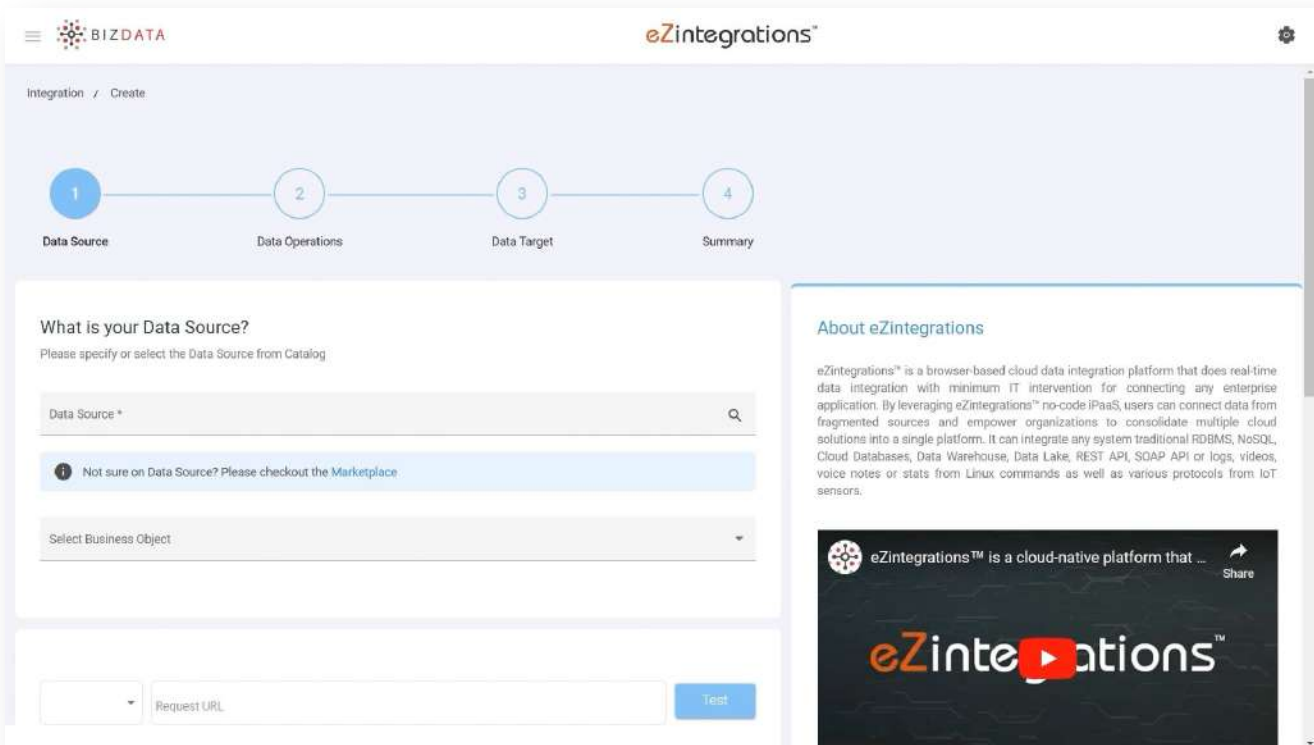 BIZDATA
eZintegrations™
Integration / Create
1
2
3
4
Data Source
Data Operations
Data Target
Summary
What is your Data Source?
Please specify or select the Data Source from Catalog
Data Source *
Not sure on Data Source? Please checkout the Marketplace
Select Business Object
Request URL
Test
About eZintegrations
eZintegrations™ is a browser-based cloud data integration platform that does real-time
data integration with minimum IT intervention for connecting any enterprise
application. By leveraging eZintegrations™ no-code iPaaS, users can connect data from
fragmented sources and empower organizations to consolidate multiple cloud
solutions into a single platform. It can integrate any system traditional RDBMS, NoSQL,
Cloud Databases, Data Warehouse, Data Lake, REST API, SOAP API or logs, videos,
voice notes or stats from Linux commands as well as various protocols from IoT
sensors.
eZintegrations™ is a cloud-native platform that ...
Share
eZinte ations™